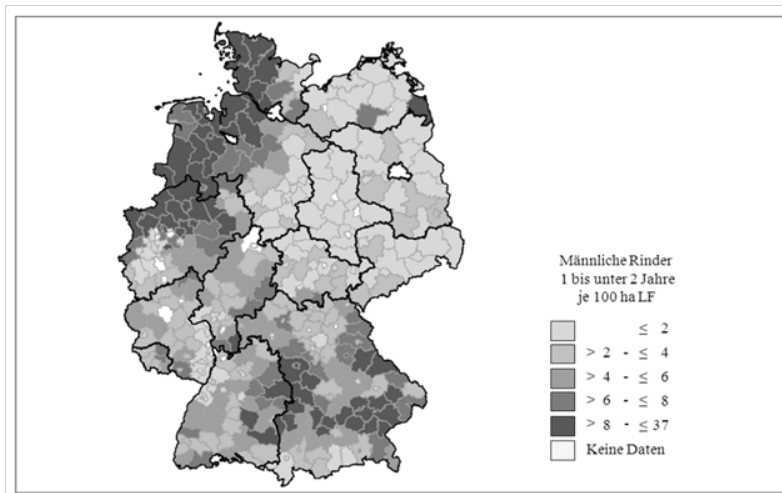 Männliche Rinder
1 bis unter 2 Jahre
je 100 ha LF
≤ 2
> 2 - ≤ 4
> 4 - ≤ 6
> 6 - ≤ 8
> 8 - ≤ 37
Keine Daten